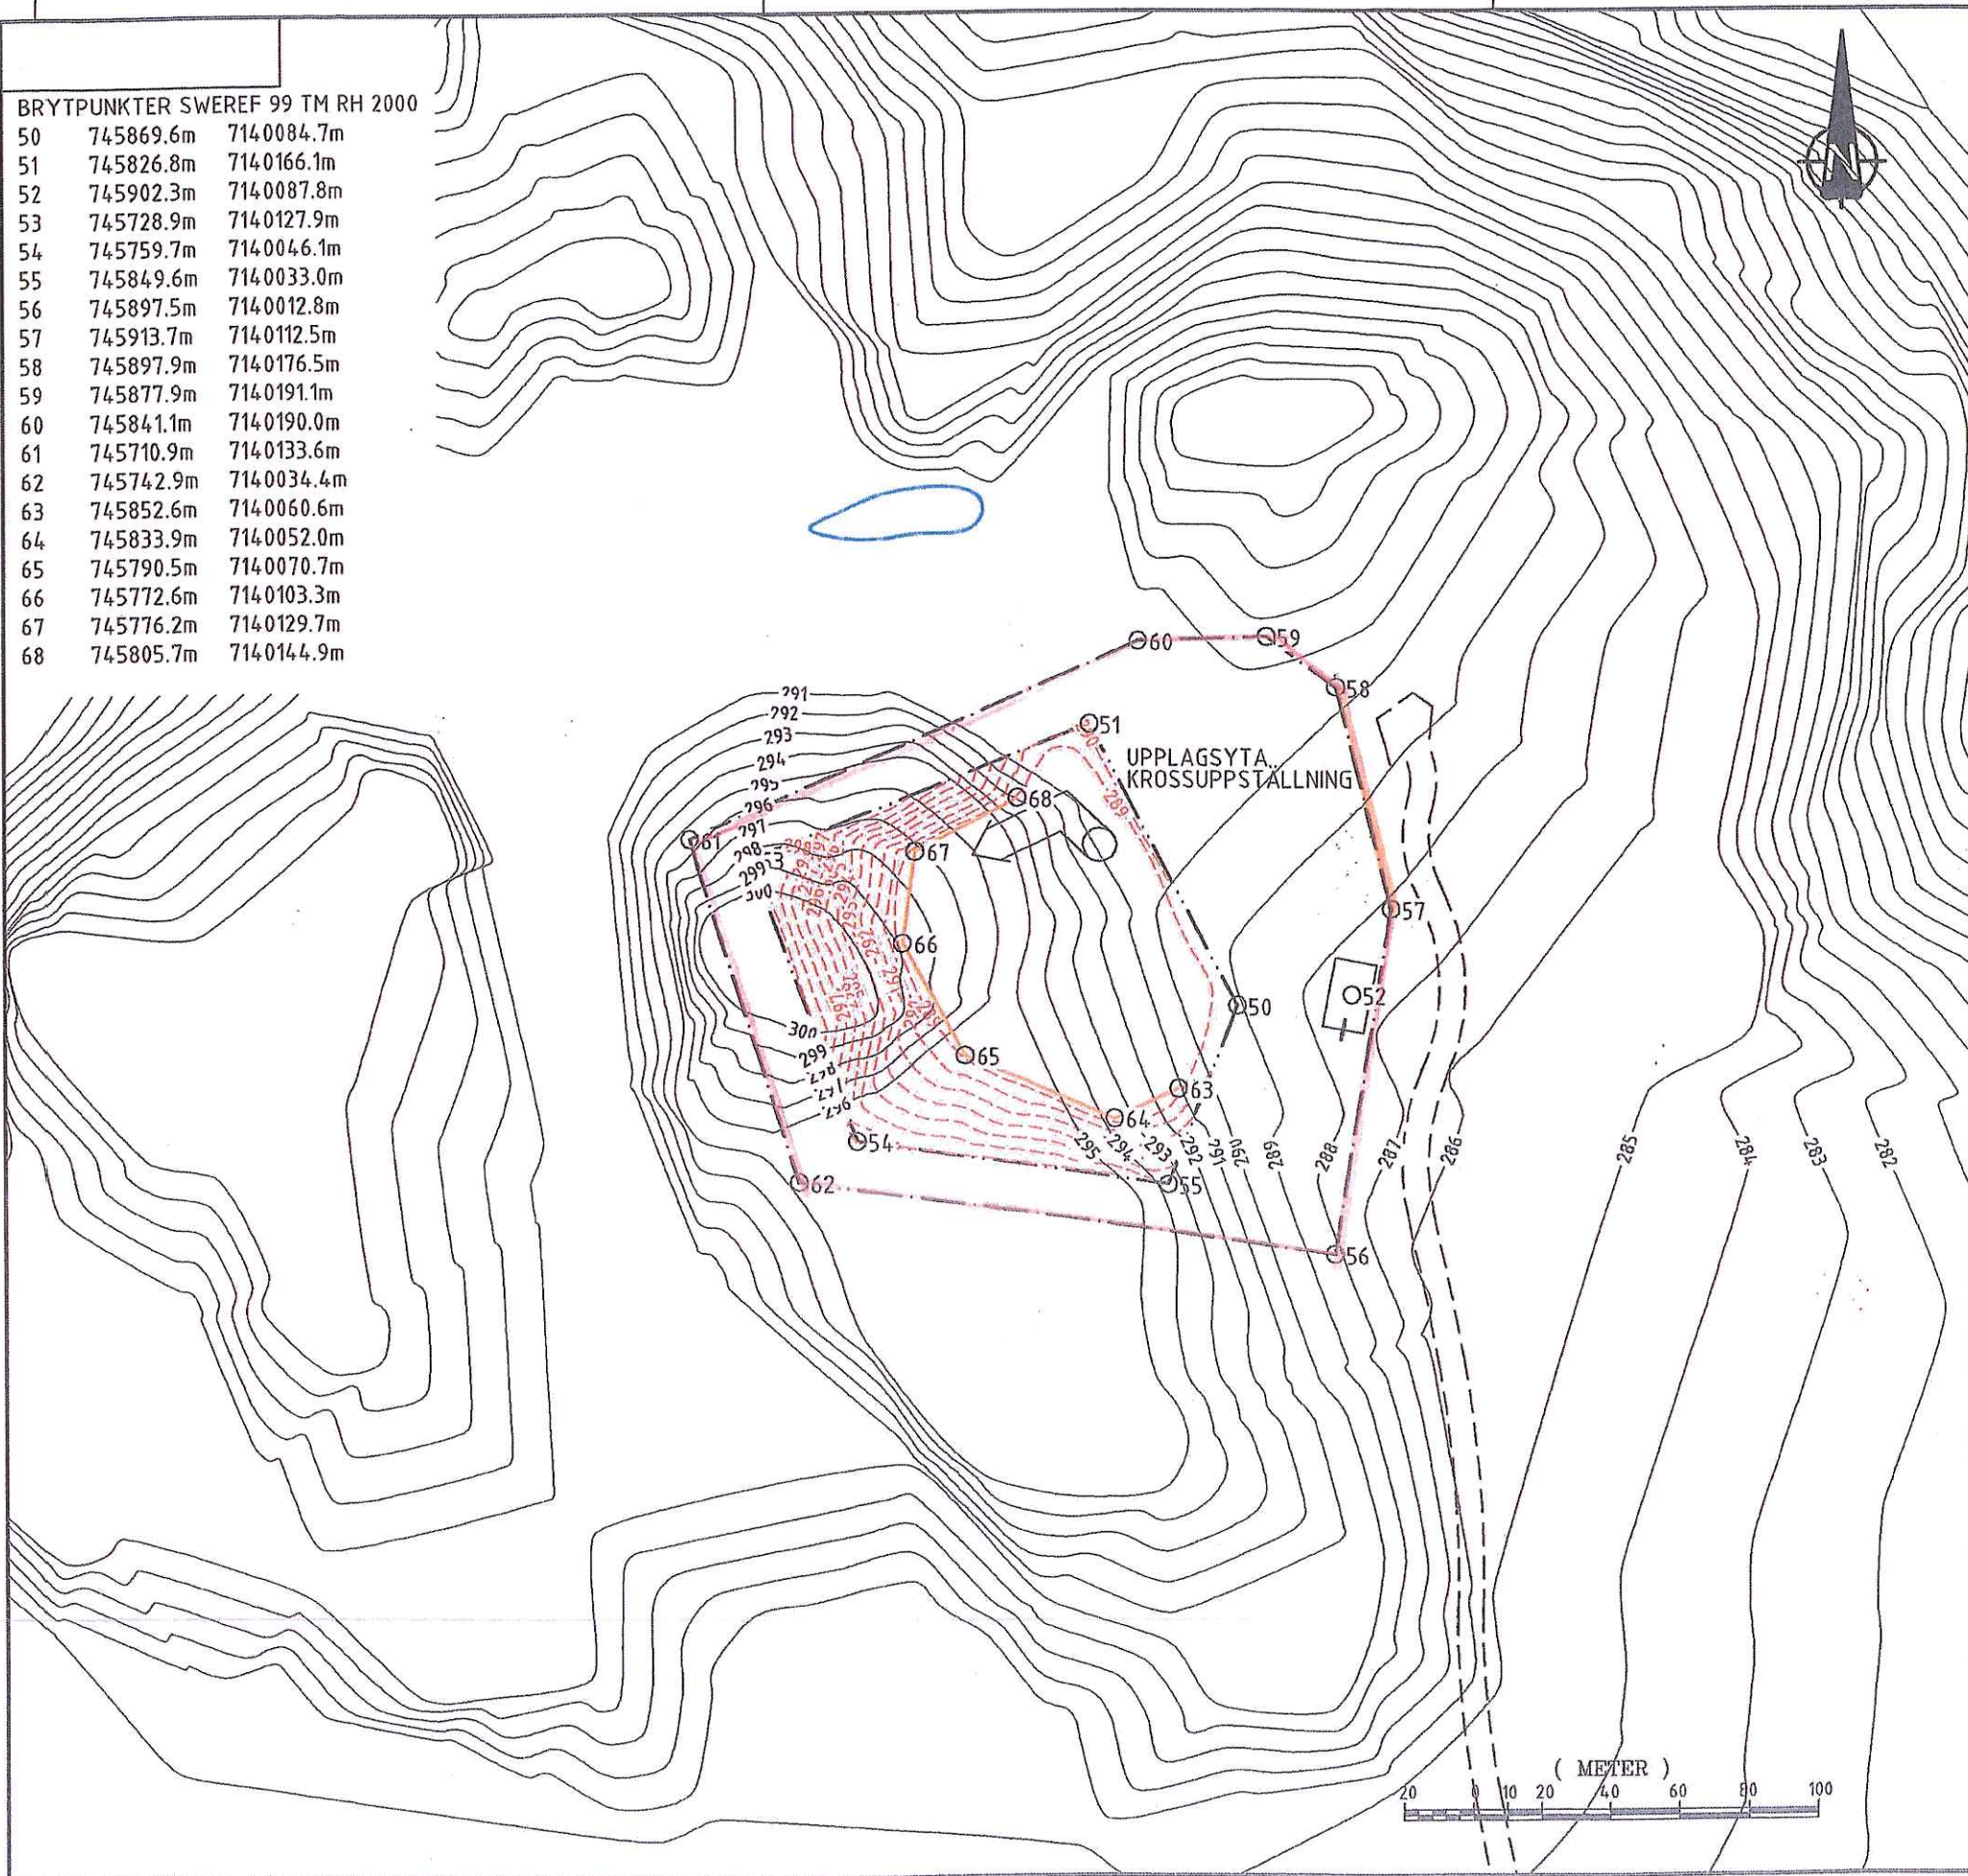 BRYTPUNKTER SWEREF 99 TM RH 2000
50 745869.6m 7140084.7m
51 745826.8m 7140166.1m
52 745902.3m 7140087.8m
53 745728.9m 7140127.9m
54 745759.7m 7140046.1m
55 745849.6m 7140033.0m
56 745897.5m 7140012.8m
57 745913.7m 7140112.5m
58 745897.9m 7140176.5m
59 745877.9m 7140191.1m
60 745841.1m 7140190.0m
61 745710.9m 7140133.6m
62 745742.9m 7140034.4m
63 745852.6m 7140060.6m
64 745833.9m 7140052.0m
65 745790.5m 7140070.7m
66 745772.6m 7140103.3m
67 745776.2m 7140129.7m
68 745805.7m 7140144.9m
N
60
59
58
291
292
51
293
UPPLAGSYTA
294
KROSSUPPSTÄLLNING
295
68
289
296
297
61
67
298
299
300
57
66
52
50
300
299
65
63
64
54
295
294
293
292
291
290
289
288
287
286
285
284
283
282
62
55
56
( METER )
20 0 10 20 40 60 80 100